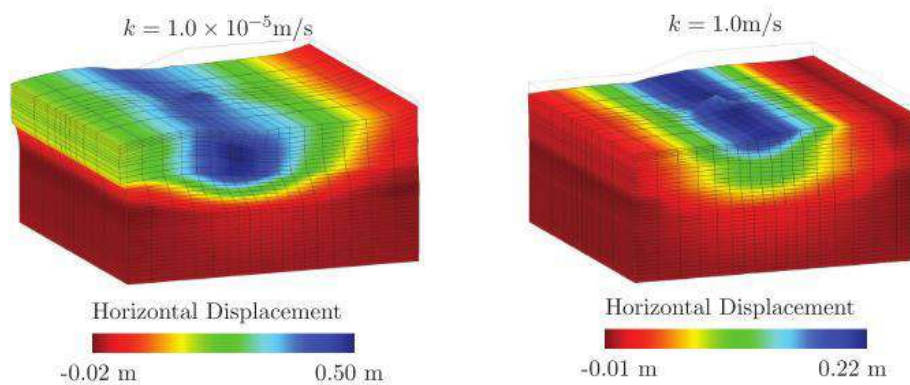 k = 1.0 × 10⁻⁵m/s
k = 1.0m/s
Horizontal Displacement
-0.02 m 0.50 m
Horizontal Displacement
-0.01 m 0.22 m